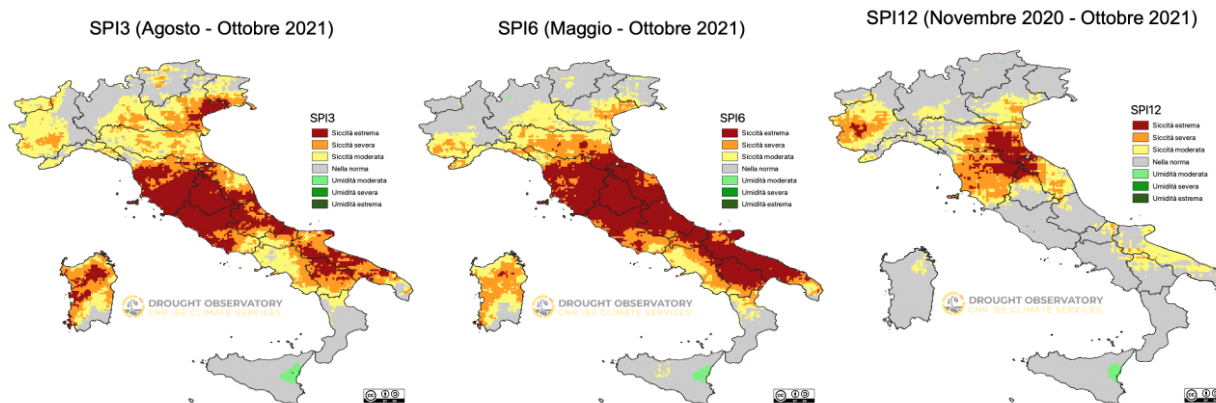 SPI3 (Agosto - Ottobre 2021)
SPI3
Siccità estrema
Siccità severa
Siccità moderata
Nella norma
Umidità moderata
Umidità severa
Umidità estrema
DROUGHT OBSERVATORY
CNR IBE CLIMATE SERVICES
SPI6 (Maggio - Ottobre 2021)
SPI6
Siccità estrema
Siccità severa
Siccità moderata
Nella norma
Umidità moderata
Umidità severa
Umidità estrema
DROUGHT OBSERVATORY
CNR IBE CLIMATE SERVICES
SPI12 (Novembre 2020 - Ottobre 2021)
SPI12
Siccità estrema
Siccità severa
Siccità moderata
Nella norma
Umidità moderata
Umidità severa
Umidità estrema
DROUGHT OBSERVATORY
CNR IBE CLIMATE SERVICES